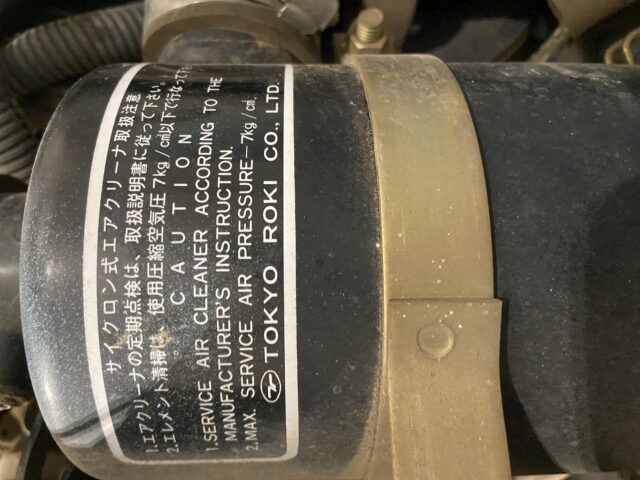 サイクロン式エアクリーナ取扱注意
1.エアクリーナの定期点検は、取扱説明書に従って下さい。
2.エレメント清掃は、使用圧縮空気圧7kg/cm²以下で行なって下
CAUTION
1.SERVICE AIR CLEANER ACCORDING TO THE
MANUFACTURER'S INSTRUCTION.
2.MAX. SERVICE AIR PRESSURE—7kg/cm².
TOKYO ROKI CO., LTD.